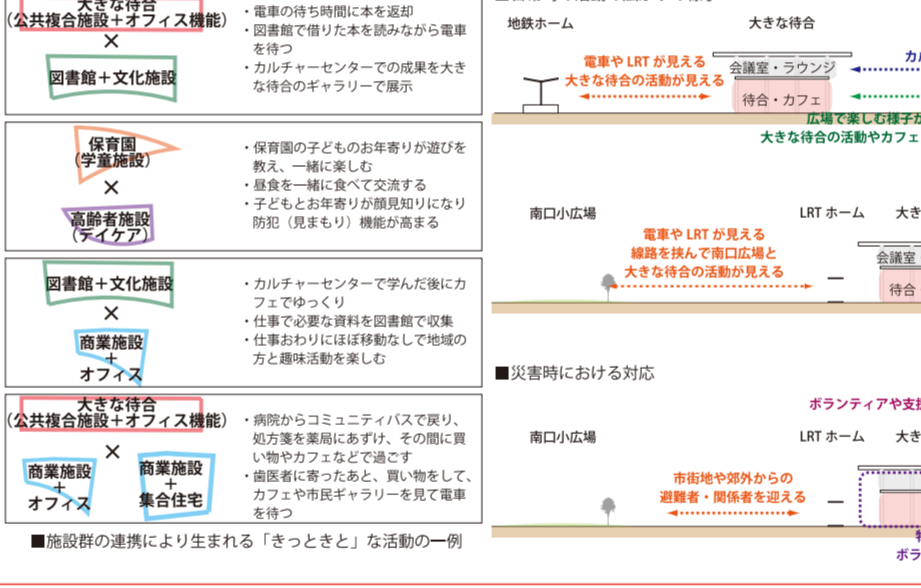 大きな待合
(公共複合施設＋オフィス機能)
×
図書館＋文化施設
・電車の待ち時間に本を返却
・図書館で借りた本を読みながら電車
を待つ
・カルチャーセンターでの成果を大き
な待合のギャラリーで展示
保育園
(学童施設)
×
高齢者施設
(デイケア)
・保育園の子どものお年寄りが遊びを
教え、一緒に楽しむ
・昼食を一緒に食べて交流する
・子どもとお年寄りが顔見知りになり
防犯（見まもり）機能が高まる
図書館＋文化施設
×
商業施設
＋
オフィス
・カルチャーセンターで学んだ後にカ
フェでゆっくり
・仕事で必要な資料を図書館で収集
・仕事おわりにほぼ移動なしで地域の
方と趣味活動を楽しむ
大きな待合
(公共複合施設＋オフィス機能)
×
商業施設
＋
オフィス
商業施設
＋
集合住宅
・病院からコミュニティバスで戻り、
処方箋を薬局にあずけ、その間に買
い物やカフェなどで過ごす
・歯医者に寄ったあと、買い物をして、
カフェや市民ギャラリーを見て電車
を待つ
■施設群の連携により生まれる「きっときと」な活動の一例
地鉄ホーム
大きな待合
電車や LRT が見える
大きな待合の活動が見える
会議室・ラウンジ
待合・カフェ
カル
広場で楽しむ様子が
大きな待合の活動やカフェ
南口小広場
LRT ホーム
大き
電車や LRT が見える
線路を挟んで南口広場と
大きな待合の活動が見える
会議室
待合
■災害時における対応
ボランティアや支援
南口小広場
LRT ホーム
大き
市街地や郊外からの
避難者・関係者を迎える
ボラ